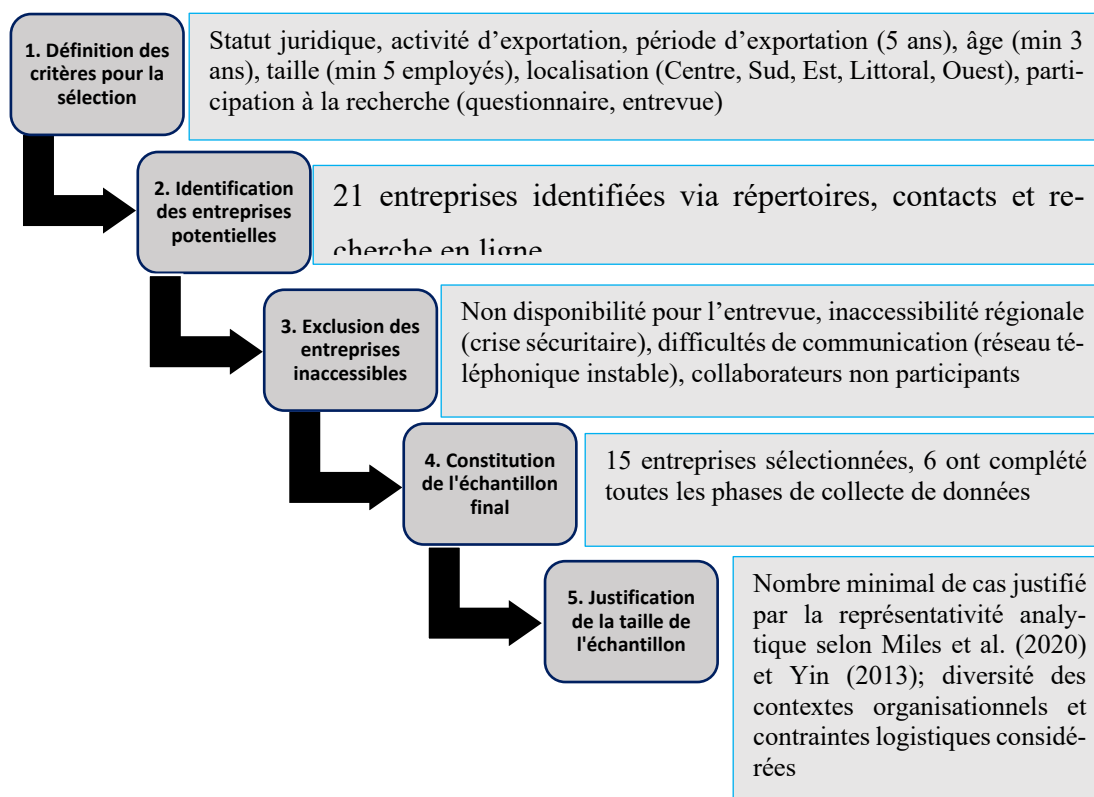 1. Définition des
critères pour la
sélection
Statut juridique, activité d’exportation, période d’exportation (5 ans), âge (min 3
ans), taille (min 5 employés), localisation (Centre, Sud, Est, Littoral, Ouest), parti-
cipation à la recherche (questionnaire, entrevue)
2. Identification
des entreprises
potentielles
21 entreprises identifiées via répertoires, contacts et re-
cherche en ligne
3. Exclusion des
entreprises
inaccessibles
Non disponibilité pour l’entrevue, inaccessibilité régionale
(crise sécuritaire), difficultés de communication (réseau té-
léphonique instable), collaborateurs non participants
4. Constitution
de l'échantillon
final
15 entreprises sélectionnées, 6 ont complété
toutes les phases de collecte de données
5. Justification
de la taille de
l'échantillon
Nombre minimal de cas justifié
par la représentativité analy-
tique selon Miles et al. (2020)
et Yin (2013); diversité des
contextes organisationnels et
contraintes logistiques considé-
rées